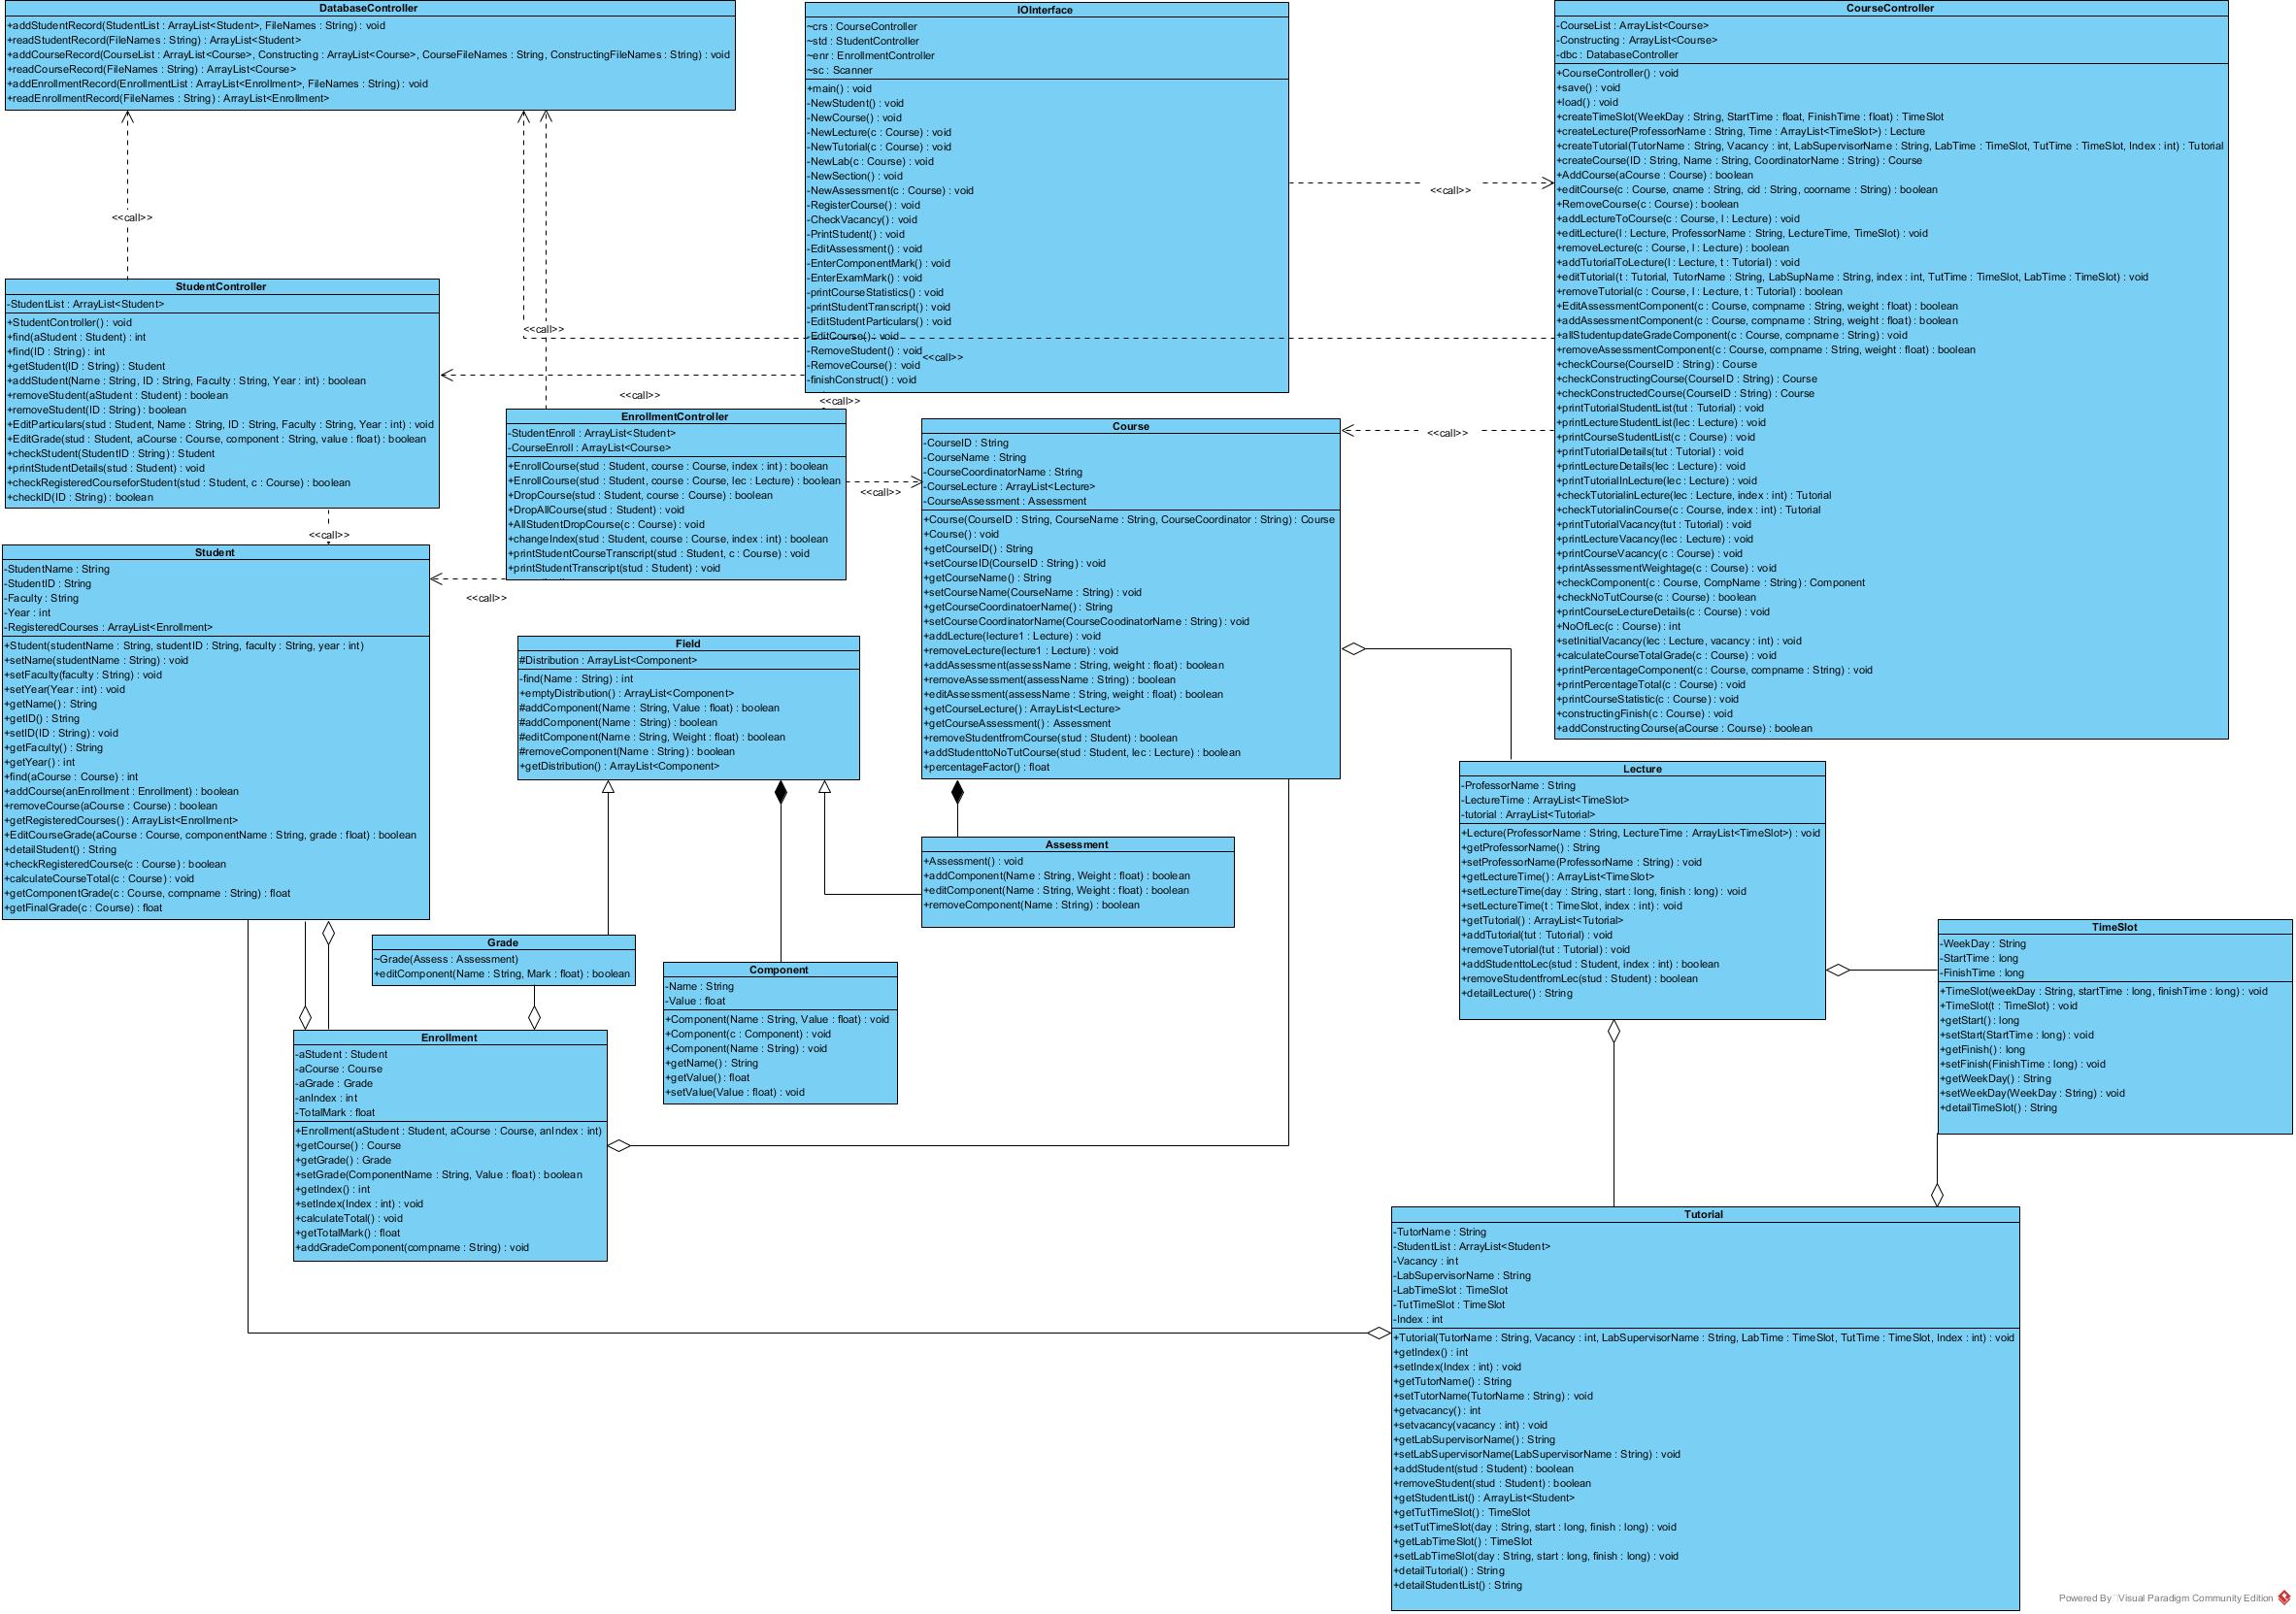 DatabaseController
+addStudentRecord(StudentList : ArrayList<Student>, FileNames : String) : void
+readStudentRecord(FileNames : String) : ArrayList<Student>
+addCourseRecord(CourseList : ArrayList<Course>, Constructing : ArrayList<Course>, CourseFileNames : String, ConstructingFileNames : String) : void
+readCourseRecord(FileNames : String) : ArrayList<Course>
+addEnrollmentRecord(EnrollmentList : ArrayList<Enrollment>, FileNames : String) : void
+readEnrollmentRecord(FileNames : String) : ArrayList<Enrollment>
IOInterface
~crs : CourseController
~std : StudentController
~enr : EnrollmentController
~sc : Scanner
+main() : void
-NewStudent() : void
-NewCourse() : void
-NewLecture(c : Course) : void
-NewTutorial(c : Course) : void
-NewLab(c : Course) : void
-NewSection() : void
-NewAssessment(c : Course) : void
-RegisterCourse() : void
-CheckVacancy() : void
-PrintStudent() : void
-EditAssessment() : void
-EnterComponentMark() : void
-EnterExamMark() : void
-printCourseStatistics() : void
-printStudentTranscript() : void
-EditStudentParticulars() : void
-EditCourse() : void
-RemoveStudent() : void
-RemoveCourse() : void
-finishConstruct() : void
CourseController
-CourseList : ArrayList<Course>
-Constructing : ArrayList<Course>
-dbc : DatabaseController
+CourseController() : void
+save() : void
+load() : void
+createTimeSlot(WeekDay : String, StartTime : float, FinishTime : float) : TimeSlot
+createLecture(ProfessorName : String, Time : ArrayList<TimeSlot>) : Lecture
+createTutorial(TutorName : String, Vacancy : int, LabSupervisorName : String, LabTime : TimeSlot, TutTime : TimeSlot, Index : int) : Tutorial
+createCourse(ID : String, Name : String, CoordinatorName : String) : Course
+AddCourse(aCourse : Course) : boolean
+editCourse(c : Course, cname : String, cid : String, coorname : String) : boolean
+RemoveCourse(c : Course) : boolean
+addLectureToCourse(c : Course, l : Lecture) : void
+editLecture(l : Lecture, ProfessorName : String, LectureTime, TimeSlot) : void
+removeLecture(c : Course, l : Lecture) : boolean
+addTutorialToLecture(l : Lecture, t : Tutorial) : void
+editTutorial(t : Tutorial, TutorName : String, LabSupName : String, index : int, TutTime : TimeSlot, LabTime : TimeSlot) : void
+removeTutorial(c : Course, l : Lecture, t : Tutorial) : boolean
+EditAssessmentComponent(c : Course, compname : String, weight : float) : boolean
+addAssessmentComponent(c : Course, compname : String, weight : float) : boolean
+allStudentupdateGradeComponent(c : Course, compname : String) : void
+removeAssessmentComponent(c : Course, compname : String, weight : float) : boolean
+checkCourse(CourseID : String) : Course
+checkConstructingCourse(CourseID : String) : Course
+checkConstructedCourse(CourseID : String) : Course
+printTutorialStudentList(tut : Tutorial) : void
+printLectureStudentList(lec : Lecture) : void
+printCourseStudentList(c : Course) : void
+printTutorialDetails(tut : Tutorial) : void
+printLectureDetails(lec : Lecture) : void
+printTutorialInLecture(lec : Lecture) : void
+checkTutorialinLecture(lec : Lecture, index : int) : Tutorial
+checkTutorialinCourse(c : Course, index : int) : Tutorial
+printTutorialVacancy(tut : Tutorial) : void
+printLectureVacancy(lec : Lecture) : void
+printCourseVacancy(c : Course) : void
+printAssessmentWeightage(c : Course) : void
+checkComponent(c : Course, CompName : String) : Component
+checkNoTutCourse(c : Course) : boolean
+printCourseLectureDetails(c : Course) : void
+NoOfLec(c : Course) : int
+setInitialVacancy(lec : Lecture, vacancy : int) : void
+calculateCourseTotalGrade(c : Course) : void
+printPercentageComponent(c : Course, compname : String) : void
+printPercentageTotal(c : Course) : void
+printCourseStatistic(c : Course) : void
+constructingFinish(c : Course) : void
+addConstructingCourse(aCourse : Course) : boolean
<<call>>
<<call>>
<<call>>
<<call>>
<<call>>
<<call>>
<<call>>
<<call>>
<<call>>
<<call>>
StudentController
-StudentList : ArrayList<Student>
+StudentController() : void
+find(aStudent : Student) : int
+find(ID : String) : int
+getStudent(ID : String) : Student
+addStudent(Name : String, ID : String, Faculty : String, Year : int) : boolean
+removeStudent(aStudent : Student) : boolean
+removeStudent(ID : String) : boolean
+EditParticulars(stud : Student, Name : String, ID : String, Faculty : String, Year : int) : void
+EditGrade(stud : Student, aCourse : Course, component : String, value : float) : boolean
+checkStudent(StudentID : String) : Student
+printStudentDetails(stud : Student) : void
+checkRegisteredCourseforStudent(stud : Student, c : Course) : boolean
+checkID(ID : String) : boolean
EnrollmentController
-StudentEnroll : ArrayList<Student>
-CourseEnroll : ArrayList<Course>
+EnrollCourse(stud : Student, course : Course, index : int) : boolean
+EnrollCourse(stud : Student, course : Course, lec : Lecture) : boolean
+DropCourse(stud : Student, course : Course) : boolean
+DropAllCourse(stud : Student) : void
+AllStudentDropCourse(c : Course) : void
+changeIndex(stud : Student, course : Course, index : int) : boolean
+printStudentCourseTranscript(stud : Student, c : Course) : void
+printStudentTranscript(stud : Student) : void
Course
-CourseID : String
-CourseName : String
-CourseCoordinatorName : String
-CourseLecture : ArrayList<Lecture>
-CourseAssessment : Assessment
+Course(CourseID : String, CourseName : String, CourseCoordinator : String) : Course
+Course() : void
+getCourseID() : String
+setCourseID(CourseID : String) : void
+getCourseName() : String
+setCourseName(CourseName : String) : void
+getCourseCoordinatoerName() : String
+setCourseCoordinatorName(CourseCoodinatorName : String) : void
+addLecture(lecture1 : Lecture) : void
+removeLecture(lecture1 : Lecture) : void
+addAssessment(assessName : String, weight : float) : boolean
+removeAssessment(assessName : String) : boolean
+editAssessment(assessName : String, weight : float) : boolean
+getCourseLecture() : ArrayList<Lecture>
+getCourseAssessment() : Assessment
+removeStudentfromCourse(stud : Student) : boolean
+addStudenttoNoTutCourse(stud : Student, lec : Lecture) : boolean
+percentageFactor() : float
Student
-StudentName : String
-StudentID : String
-Faculty : String
-Year : int
-RegisteredCourses : ArrayList<Enrollment>
+Student(studentName : String, studentID : String, faculty : String, year : int)
+setName(studentName : String) : void
+setFaculty(faculty : String) : void
+setYear(Year : int) : void
+getName() : String
+getID() : String
+setID(ID : String) : void
+getFaculty() : String
+getYear() : int
+find(aCourse : Course) : int
+addCourse(anEnrollment : Enrollment) : boolean
+removeCourse(aCourse : Course) : boolean
+getRegisteredCourses() : ArrayList<Enrollment>
+EditCourseGrade(aCourse : Course, componentName : String, grade : float) : boolean
+detailStudent() : String
+checkRegisteredCourse(c : Course) : boolean
+calculateCourseTotal(c : Course) : void
+getComponentGrade(c : Course, compname : String) : float
+getFinalGrade(c : Course) : float
Field
#Distribution : ArrayList<Component>
-find(Name : String) : int
+emptyDistribution() : ArrayList<Component>
#addComponent(Name : String, Value : float) : boolean
#addComponent(Name : String) : boolean
#editComponent(Name : String, Weight : float) : boolean
#removeComponent(Name : String) : boolean
+getDistribution() : ArrayList<Component>
Assessment
+Assessment() : void
+addComponent(Name : String, Weight : float) : boolean
+editComponent(Name : String, Weight : float) : boolean
+removeComponent(Name : String) : boolean
Lecture
-ProfessorName : String
-LectureTime : ArrayList<TimeSlot>
-tutorial : ArrayList<Tutorial>
+Lecture(ProfessorName : String, LectureTime : ArrayList<TimeSlot>) : void
+getProfessorName() : String
+setProfessorName(ProfessorName : String) : void
+getLectureTime() : ArrayList<TimeSlot>
+setLectureTime(day : String, start : long, finish : long) : void
+setLectureTime(t : TimeSlot, index : int) : void
+getTutorial() : ArrayList<Tutorial>
+addTutorial(tut : Tutorial) : void
+removeTutorial(tut : Tutorial) : void
+addStudenttoLec(stud : Student, index : int) : boolean
+removeStudentfromLec(stud : Student) : boolean
+detailLecture() : String
Grade
~Grade(Assess : Assessment)
+editComponent(Name : String, Mark : float) : boolean
Component
-Name : String
-Value : float
+Component(Name : String, Value : float) : void
+Component(c : Component) : void
+Component(Name : String) : void
+getName() : String
+getValue() : float
+setValue(Value : float) : void
TimeSlot
-WeekDay : String
-StartTime : long
-FinishTime : long
+TimeSlot(weekDay : String, startTime : long, finishTime : long) : void
+TimeSlot(t : TimeSlot) : void
+getStart() : long
+setStart(StartTime : long) : void
+getFinish() : long
+setFinish(FinishTime : long) : void
+getWeekDay() : String
+setWeekDay(WeekDay : String) : void
+detailTimeSlot() : String
Enrollment
-aStudent : Student
-aCourse : Course
-aGrade : Grade
-anIndex : int
-TotalMark : float
+Enrollment(aStudent : Student, aCourse : Course, anIndex : int)
+getCourse() : Course
+getGrade() : Grade
+setGrade(ComponentName : String, Value : float) : boolean
+getIndex() : int
+setIndex(Index : int) : void
+calculateTotal() : void
+getTotalMark() : float
+addGradeComponent(compname : String) : void
Tutorial
-TutorName : String
-StudentList : ArrayList<Student>
-Vacancy : int
-LabSupervisorName : String
-LabTimeSlot : TimeSlot
-TutTimeSlot : TimeSlot
-Index : int
+Tutorial(TutorName : String, Vacancy : int, LabSupervisorName : String, LabTime : TimeSlot, TutTime : TimeSlot, Index : int) : void
+getIndex() : int
+setIndex(Index : int) : void
+getTutorName() : String
+setTutorName(TutorName : String) : void
+getvacancy() : int
+setvacancy(vacancy : int) : void
+getLabSupervisorName() : String
+setLabSupervisorName(LabSupervisorName : String) : void
+addStudent(stud : Student) : boolean
+removeStudent(stud : Student) : boolean
+getStudentList() : ArrayList<Student>
+getTutTimeSlot() : TimeSlot
+setTutTimeSlot(day : String, start : long, finish : long) : void
+getLabTimeSlot() : TimeSlot
+setLabTimeSlot(day : String, start : long, finish : long) : void
+detailTutorial() : String
+detailStudentList() : String
Powered By Visual Paradigm Community Edition